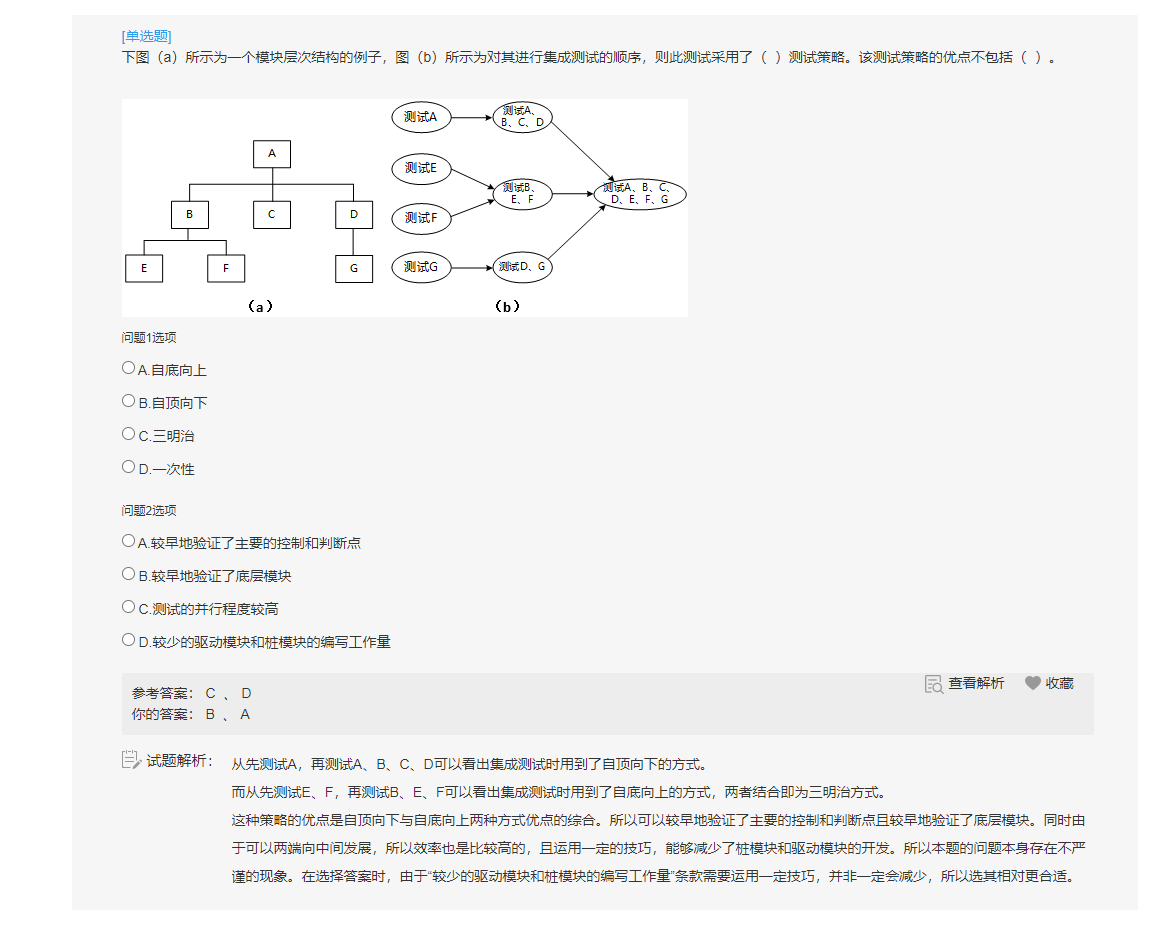 [单选题]
下图（a）所示为一个模块层次结构的例子，图（b）所示为对其进行集成测试的顺序，则此测试采用了（ ）测试策略。该测试策略的优点不包括（ ）。
A
B
C
D
E
F
G
（a）
测试A
测试A、
B、C、D
测试E
测试F
测试B、
E、F
测试A、B、C、
D、E、F、G
测试G
测试D、G
（b）
问题1选项
A.自底向上
B.自顶向下
C.三明治
D.一次性
问题2选项
A.较早地验证了主要的控制和判断点
B.较早地验证了底层模块
C.测试的并行程度较高
D.较少的驱动模块和桩模块的编写工作量
参考答案： C 、 D
你的答案： B 、 A
查看解析
收藏
试题解析：
从先测试A，再测试A、B、C、D可以看出集成测试时用到了自顶向下的方式。
而从先测试E、F，再测试B、E、F可以看出集成测试时用到了自底向上的方式，两者结合即为三明治方式。
这种策略的优点是自顶向下与自底向上两种方式优点的综合。所以可以较早地验证了主要的控制和判断点且较早地验证了底层模块。同时由
于可以两端向中间发展，所以效率也是比较高的，且运用一定的技巧，能够减少了桩模块和驱动模块的开发。所以本题的问题本身存在不严
谨的现象。在选择答案时，由于“较少的驱动模块和桩模块的编写工作量”条款需要运用一定技巧，并非一定会减少，所以选其相对更合适。